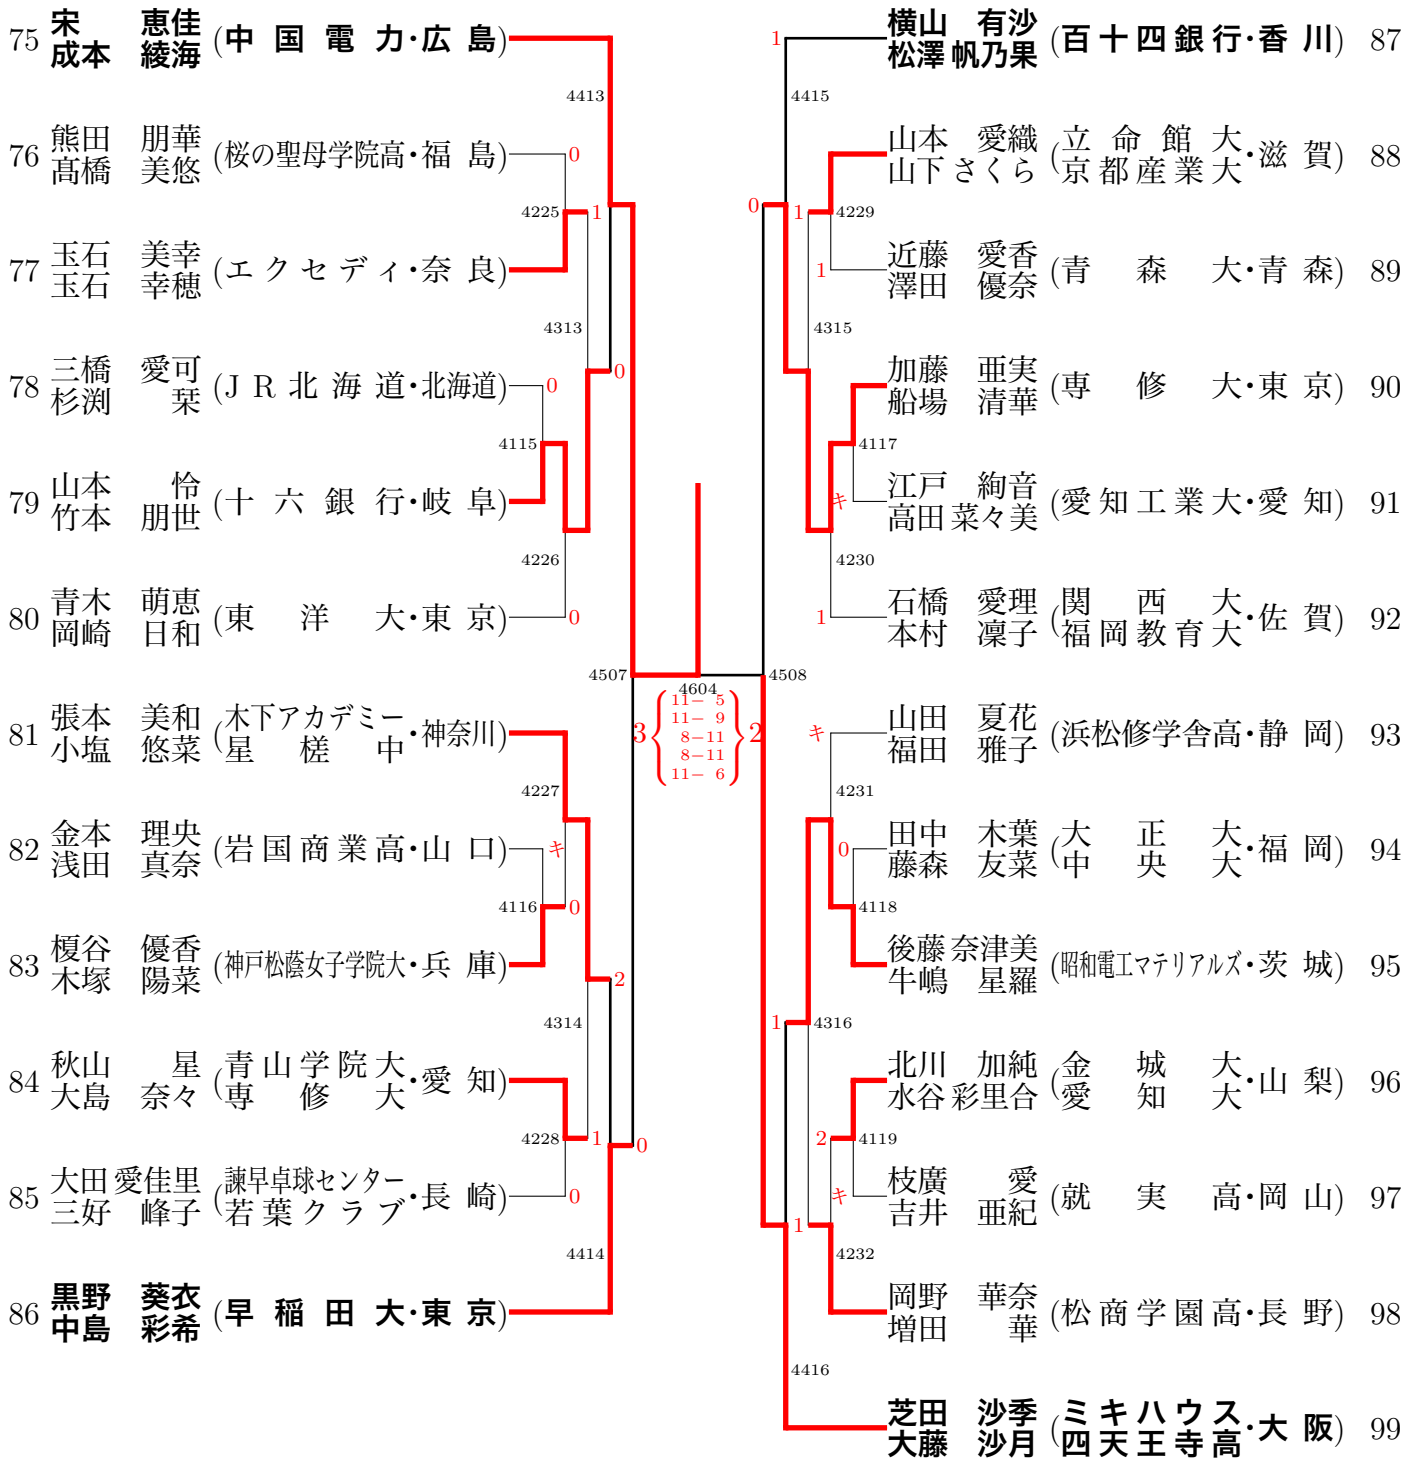 75 宋 恵佳 成本 綾海 (中国電力・広島)
76 熊田 朋華 髙橋 美悠 (桜の聖母学院高・福島)
77 玉石 美幸 玉石 幸穂 (エクセディ・奈良)
78 三橋 愛可 杉渕 栞 (JR北海道・北海道)
79 山本 怜 竹本 朋世 (十六銀行・岐阜)
80 青木 萌恵 岡崎 日和 (東洋大・東京)
81 張本 美和 小塩 悠菜 (木下アカデミー 星槎中・神奈川)
82 金本 理央 浅田 真奈 (岩国商業高・山口)
83 榎谷 優香 木塚 陽菜 (神戸松蔭女子学院大・兵庫)
84 秋山 星 大島 奈々 (青山学院大 専修大・愛知)
85 大田 愛佳里 三好 峰子 (諫早卓球センター 若葉クラブ・長崎)
86 黒野 葵衣 中島 彩希 (早稲田大・東京)
4413
0
4225
1
4313
0
0
4115
4226
0
4507
4227
キ
4116
0
2
4314
4228
1
0
0
4414
4604
3
11− 5
11− 9
8−11
8−11
11− 6
2
1
4415
0
1
4229
1
4315
4117
キ
4230
1
4508
キ
4231
0
4118
1
4316
2
4119
キ
1
4232
4416
横山 有沙 松澤 帆乃果 (百十四銀行・香川) 87
山本 愛織 山下 さくら (立命館大 京都産業大・滋賀) 88
近藤 愛香 澤田 優奈 (青森大・青森) 89
加藤 亜実 船場 清華 (専修大・東京) 90
江戸 絢音 高田 菜々美 (愛知工業大・愛知) 91
石橋 愛理 本村 凜子 (関西大 福岡教育大・佐賀) 92
山田 夏花 福田 雅子 (浜松修学舎高・静岡) 93
田中 木葉 藤森 友菜 (大正大 中央大・福岡) 94
後藤 奈津美 牛嶋 星羅 (昭和電工マテリアルズ・茨城) 95
北川 加純 水谷 彩里合 (金城大 愛知大・山梨) 96
枝廣 愛 吉井 亜紀 (就実高・岡山) 97
岡野 華奈 増田 華 (松商学園高・長野) 98
芝田 沙季 大藤 沙月 (ミキハウス 四天王寺高・大阪) 99